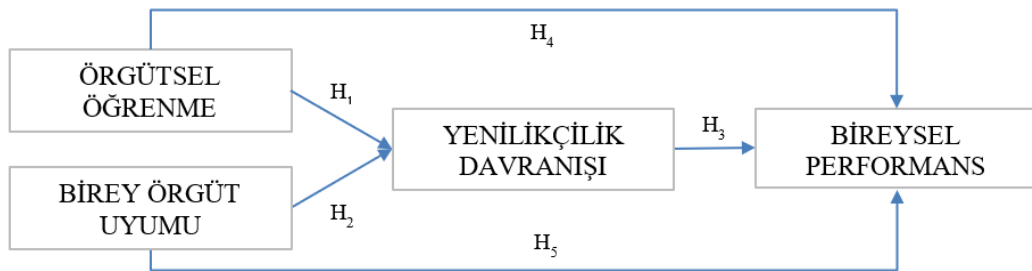 H4
ÖRGÜTSEL
ÖĞRENME
H1
YENİLİKÇİLİK
DAVRANIŞI
H3
BİREYSEL
PERFORMANS
BİREY ÖRGÜT
UYUMU
H2
H5